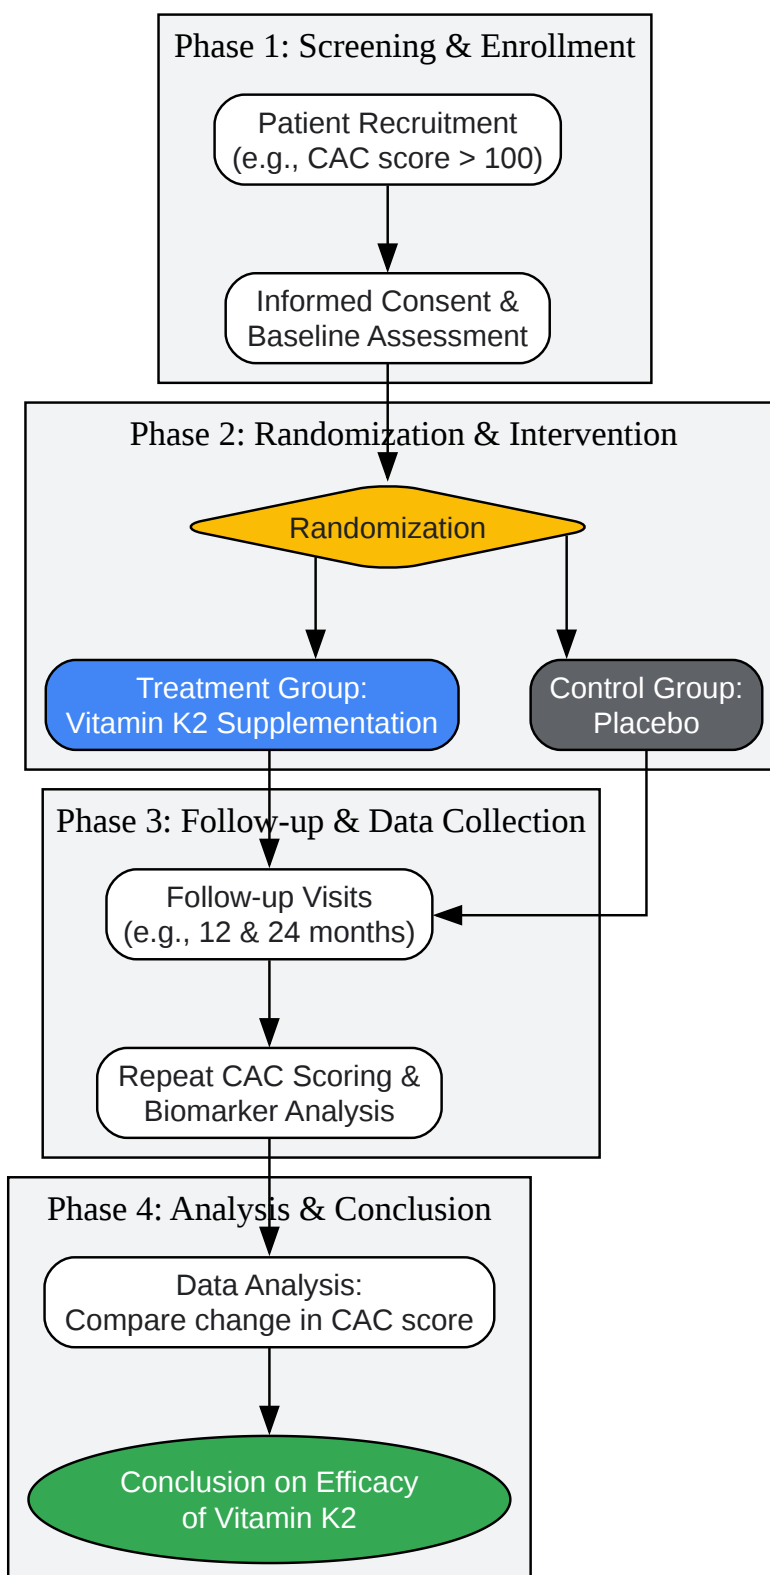 Phase 1: Screening & Enrollment
Patient Recruitment
(e.g., CAC score > 100)
Informed Consent &
Baseline Assessment
Phase 2: Randomization & Intervention
Randomization
Treatment Group:
Vitamin K2 Supplementation
Control Group:
Placebo
Phase 3: Follow-up & Data Collection
Follow-up Visits
(e.g., 12 & 24 months)
Repeat CAC Scoring &
Biomarker Analysis
Phase 4: Analysis & Conclusion
Data Analysis:
Compare change in CAC score
Conclusion on Efficacy
of Vitamin K2